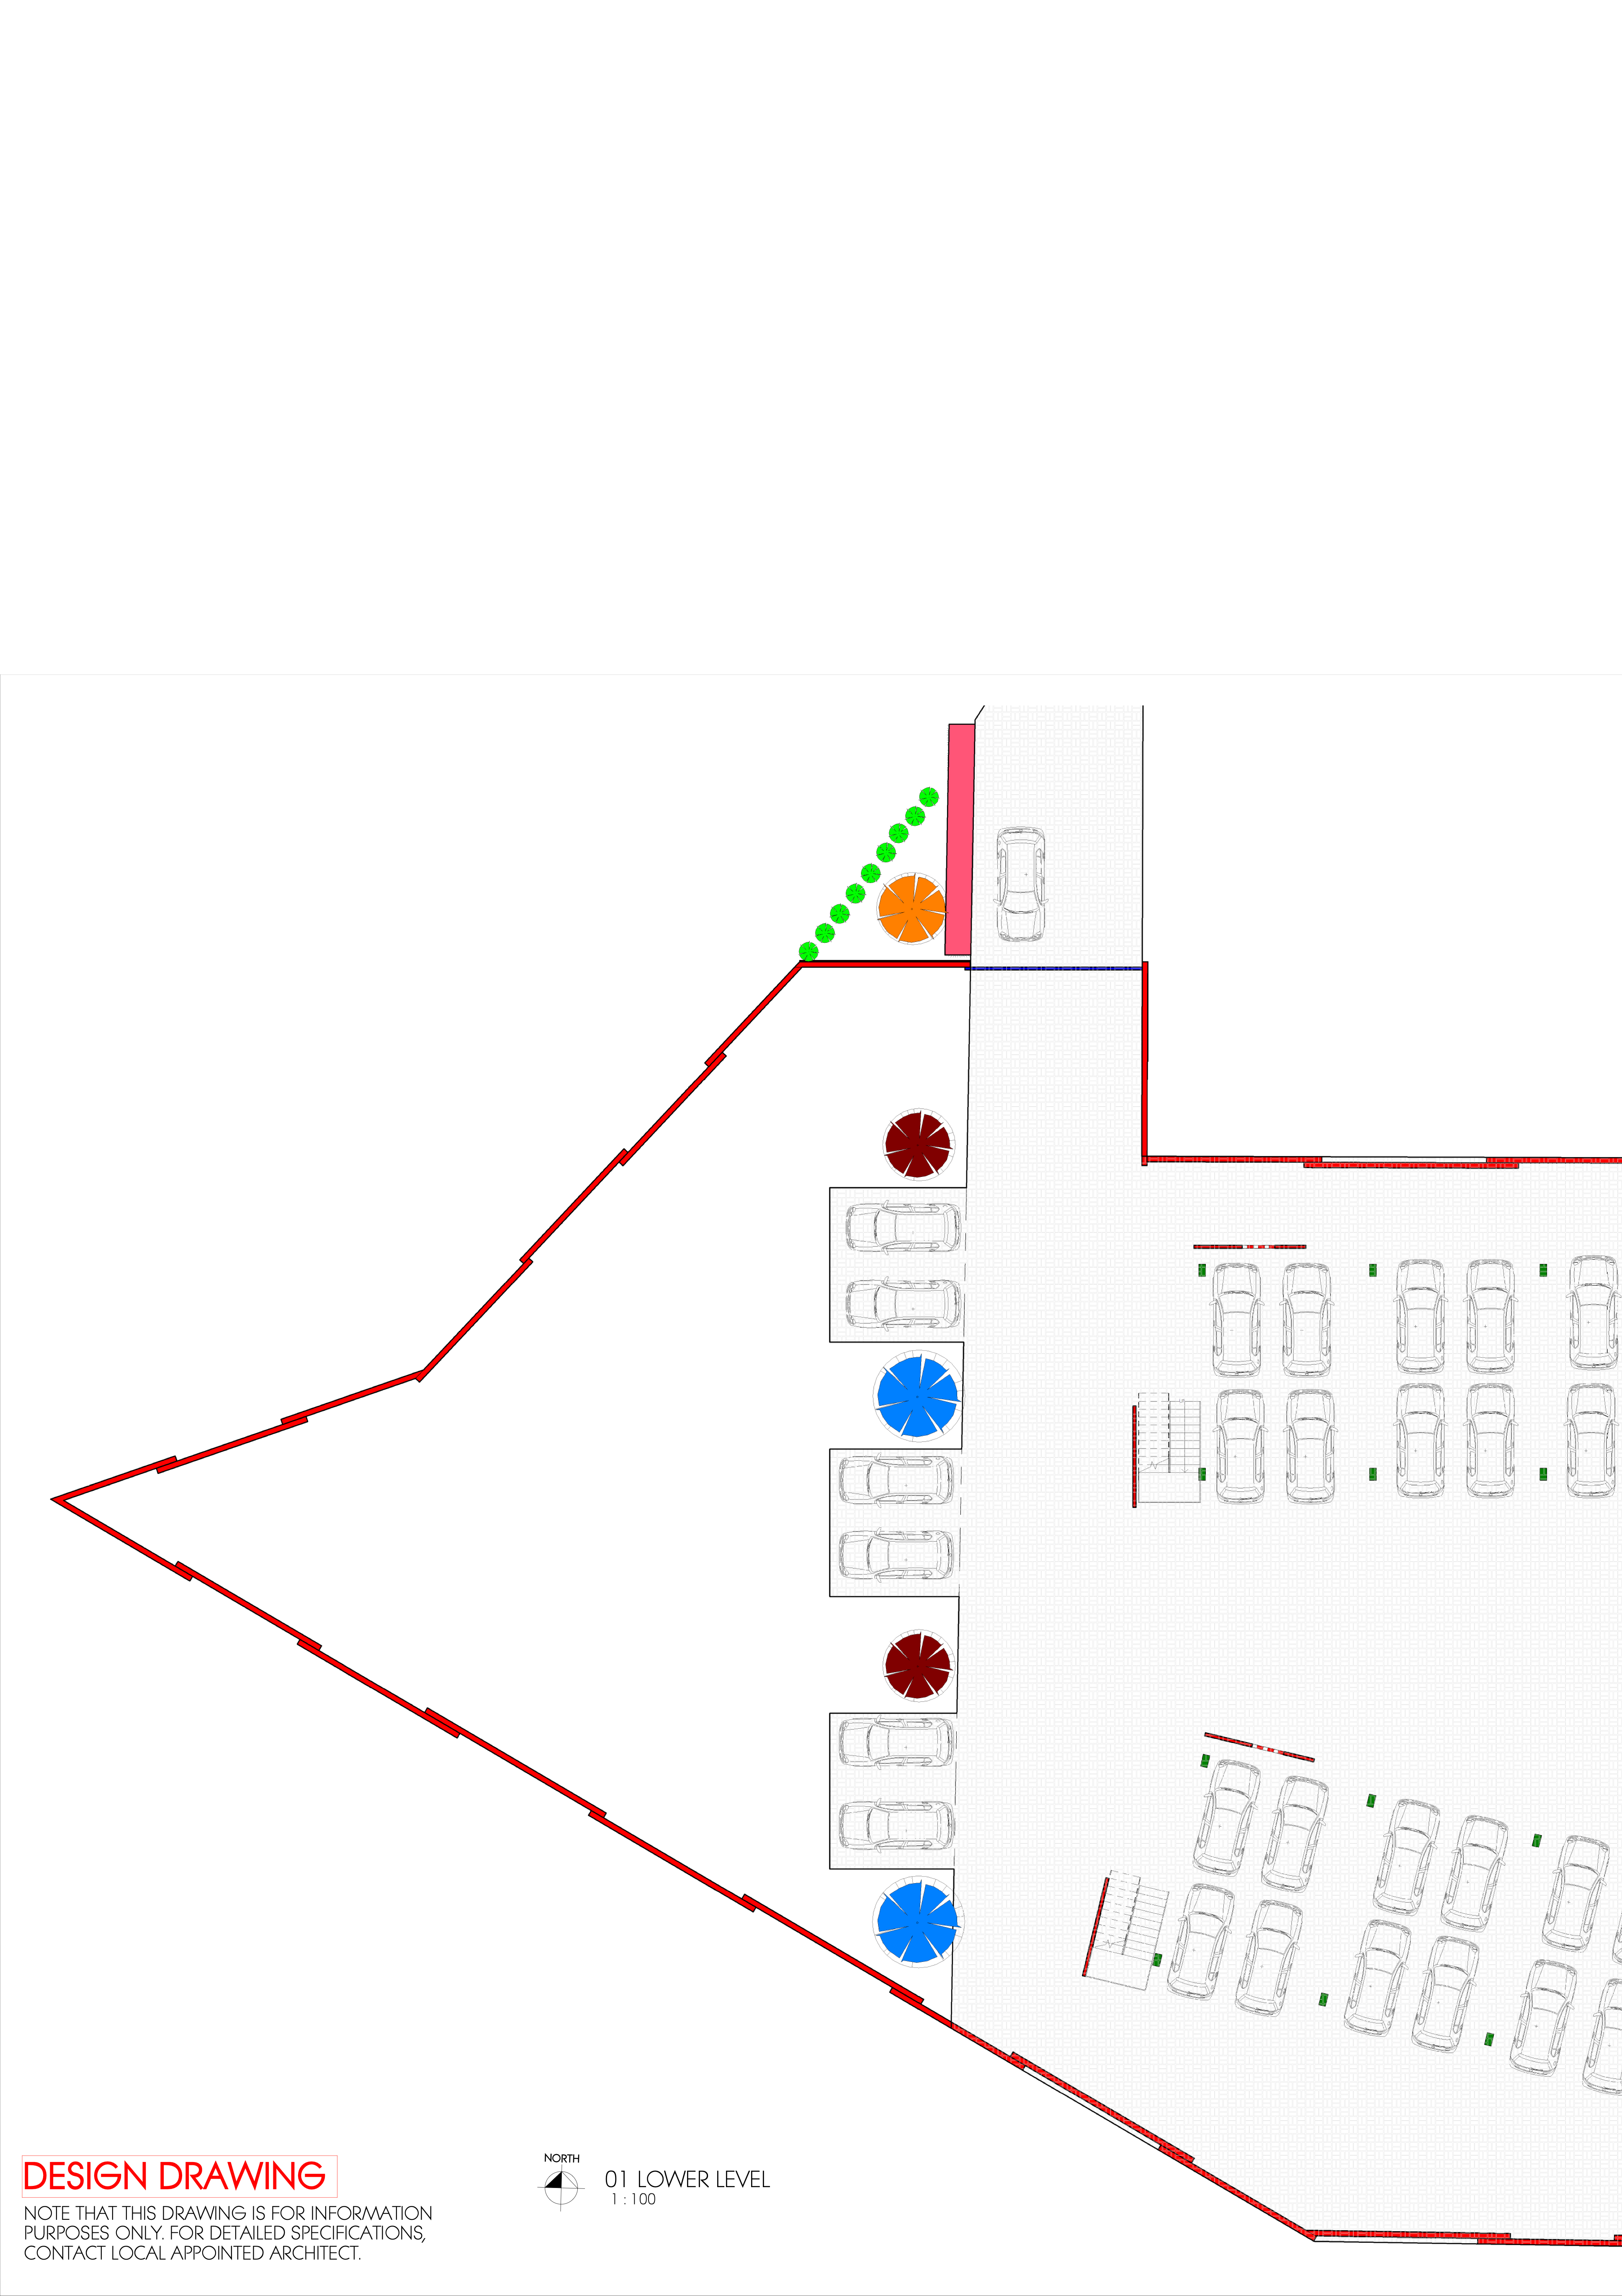 DESIGN DRAWING
NOTE THAT THIS DRAWING IS FOR INFORMATION
PURPOSES ONLY. FOR DETAILED SPECIFICATIONS,
CONTACT LOCAL APPOINTED ARCHITECT.
NORTH
01 LOWER LEVEL
1 : 100